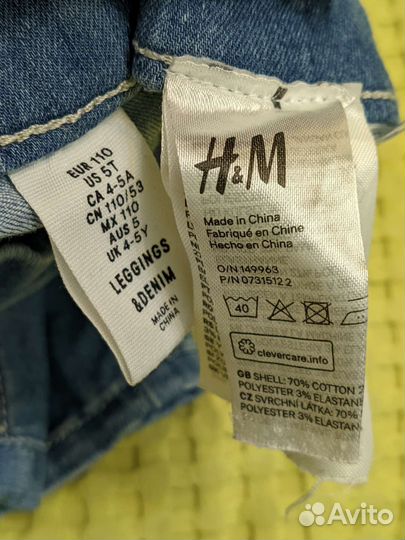 EUR 110
US 5T
CA 4-5A
CN 110/53
MX 110
AUS 5
UK 4-5Y
LEGGINGS
&DENIM
MADE IN
CHINA
H&M
Made in China
Fabriqué en Chine
Hecho en China
O/N 149963
P/N 0731512 2
40
clevercare.info
GB SHELL: 70% COTTON
POLYESTER 3% ELASTANE
CZ SVRCHNÍ LÁTKA: 70%
POLYESTER 3% ELASTAN
Avito